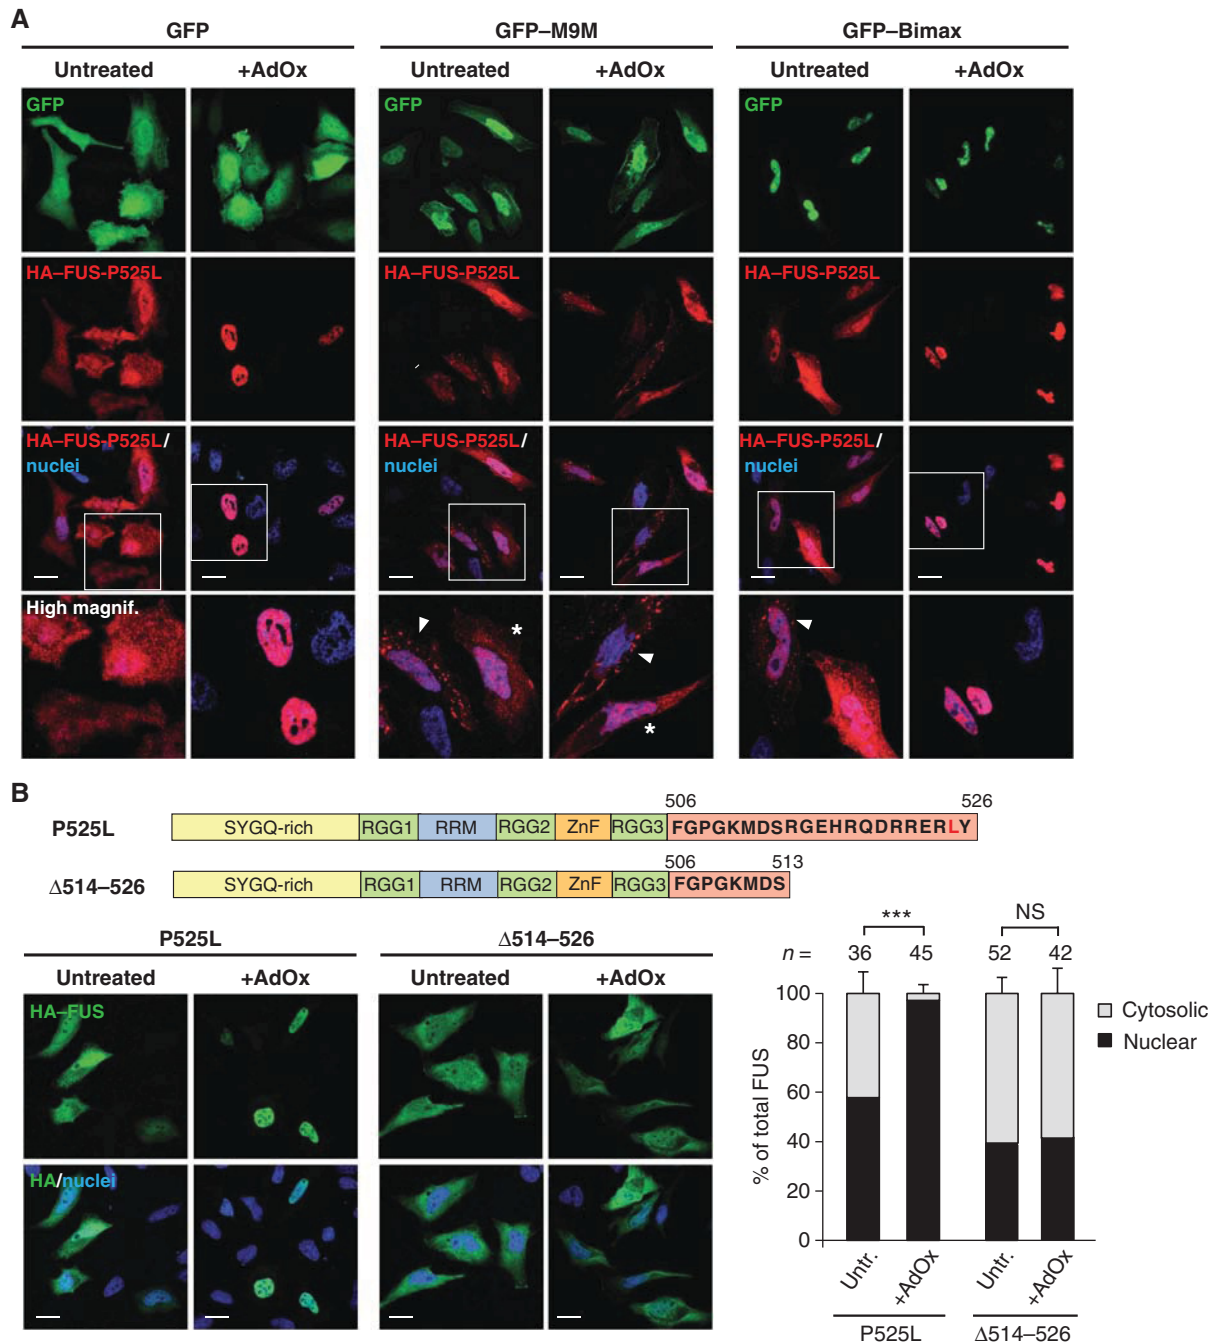 A
GFP
GFP–M9M
GFP–Bimax
Untreated
+AdOx
Untreated
+AdOx
Untreated
+AdOx
GFP
GFP
GFP
HA–FUS-P525L
HA–FUS-P525L
HA–FUS-P525L
HA–FUS-P525L/
nuclei
HA–FUS-P525L/
nuclei
HA–FUS-P525L/
nuclei
High magnif.
*
*
B
506
526
P525L
SYGQ-rich
RGG1
RRM
RGG2
ZnF
RGG3
FGPGKMDSRGEHRQDRRERLY
506
513
Δ514–526
SYGQ-rich
RGG1
RRM
RGG2
ZnF
RGG3
FGPGKMDS
P525L
Δ514–526
Untreated
+AdOx
Untreated
+AdOx
HA–FUS
HA/nuclei
***
NS
n =
36
45
52
42
100
80
60
40
20
0
% of total FUS
Cytosolic
Nuclear
Untr.
+AdOx
Untr.
+AdOx
P525L
Δ514–526